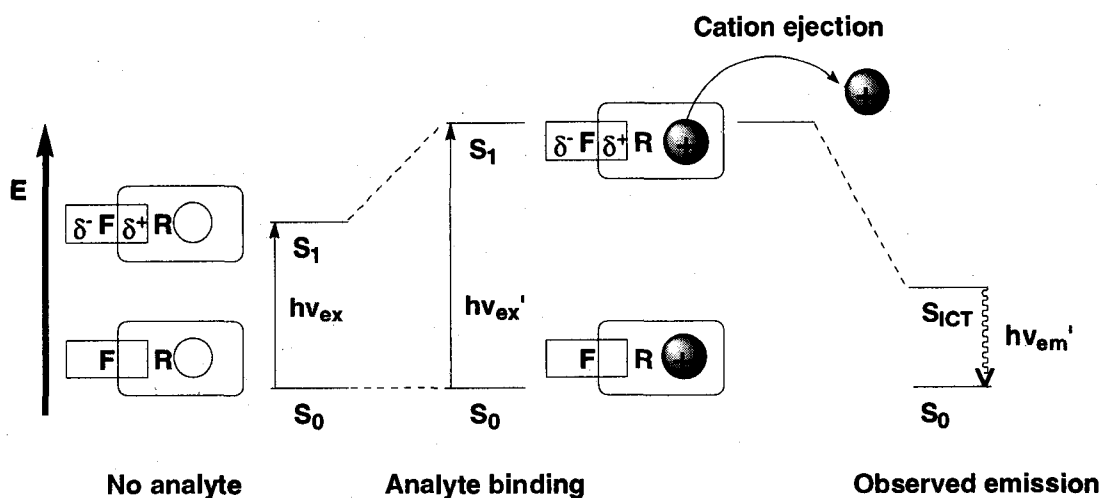 Cation ejection
+
E
δ- F δ+ R
S1
hνex
F R
S0
S1
hνex'
δ- F δ+ R +
F R +
S0
SICT
hνem'
S0
No analyte
Analyte binding
Observed emission